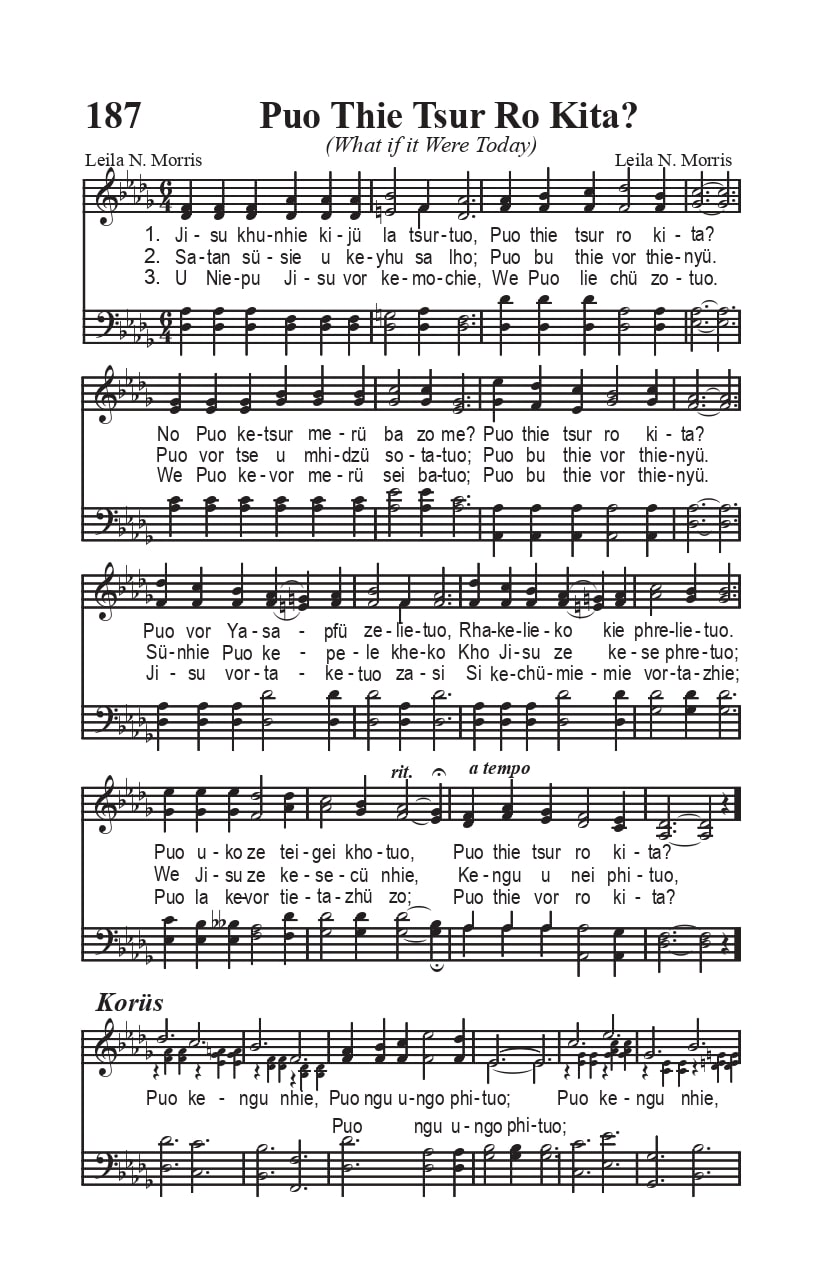 187 Puo Thie Tsur Ro Kita?
(What if it Were Today)
Leila N. Morris Leila N. Morris
1. Ji- su khu-nhie ki-jü la tsur-tuo, Puo thie tsur ro ki-ta?
2. Sa-tan sü-sie u ke-yhu sa lho; Puo bu thie vor thie-nyü.
3. U Nie-pu Ji-su vor ke-mo-chie, We Puo lie chü zo-tuo.
No Puo ke-tsur me-rü ba zo me? Puo thie tsur ro ki-ta?
Puo vor tse u mhi-dzü so-ta-tuo; Puo bu thie vor thie-nyü.
We Puo ke-vor me-rü sei ba-tuo; Puo bu thie vor thie-nyü.
Puo vor Ya-sa - pfü ze-lie-tuo, Rha-ke-lie-ko kie phre-lie-tuo.
Sü-nhie Puo ke - pe-le khe-ko Kho Ji-su ze ke-se phre-tuo;
Ji-su vor-ta - ke-tuo za-si Si ke-chü-mie-mie vor-ta-zhie;
rit. a tempo
Puo u-ko ze tei-gei kho-tuo, Puo thie tsur ro ki-ta?
We Ji-su ze ke-se-cü nhie, Ke-ngu u nei phi-tuo,
Puo la ke-vor tie-ta-zhü zo; Puo thie vor ro ki-ta?
Korüs
Puo ke-ngu nhie, Puo ngu u-ngo phi-tuo; Puo ke-ngu nhie,
Puo ngu u-ngo phi-tuo;